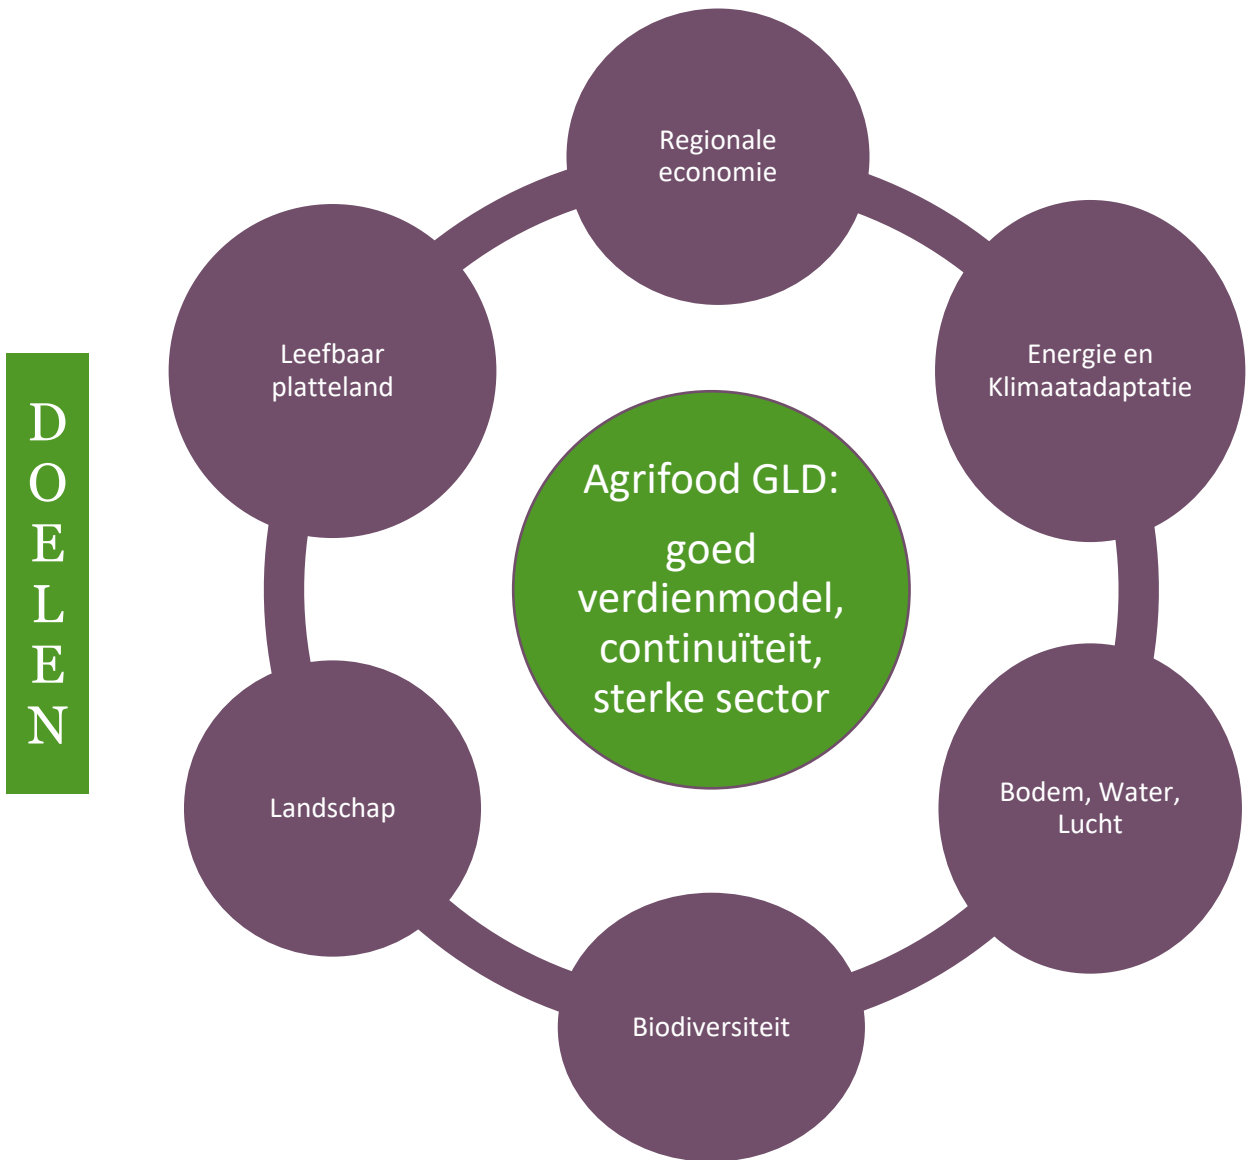 DOELEN
Regionale
economie
Leefbaar
platteland
Energie en
Klimaatadaptatie
Agrifood GLD:
goed
verdienmodel,
continuïteit,
sterke sector
Landschap
Bodem, Water,
Lucht
Biodiversiteit